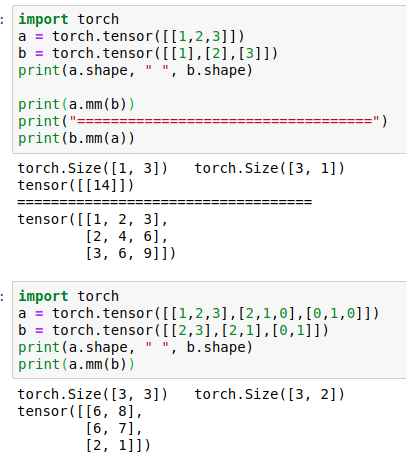 import torch
a = torch.tensor([[1,2,3]])
b = torch.tensor([[1],[2],[3]])
print(a.shape, " ", b.shape)
print(a.mm(b))
print("===================================")
print(b.mm(a))
torch.Size([1, 3])   torch.Size([3, 1])
tensor([[14]])
===================================
tensor([[1, 2, 3],
        [2, 4, 6],
        [3, 6, 9]])
import torch
a = torch.tensor([[1,2,3],[2,1,0],[0,1,0]])
b = torch.tensor([[2,3],[2,1],[0,1]])
print(a.shape, " ", b.shape)
print(a.mm(b))
torch.Size([3, 3])   torch.Size([3, 2])
tensor([[6, 8],
        [6, 7],
        [2, 1]])